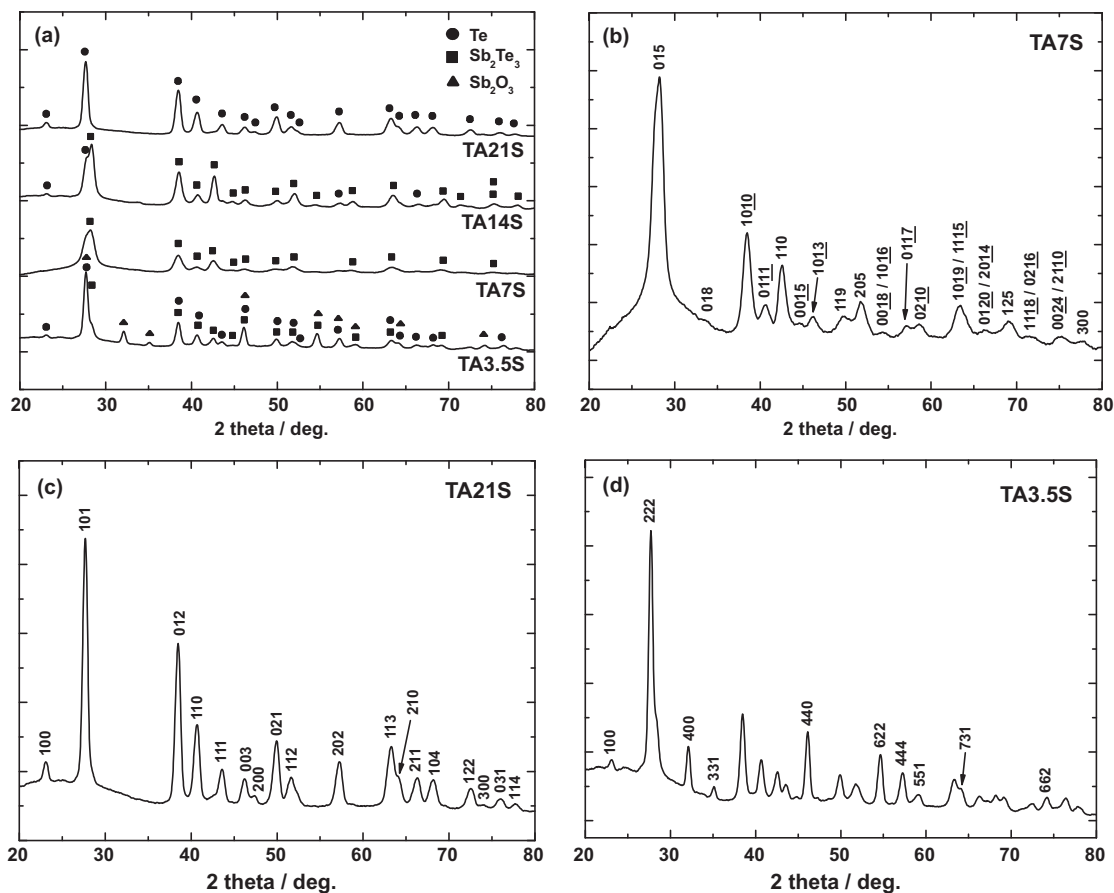 (a)
Te
Sb2Te3
Sb2O3
TA21S
TA14S
TA7S
TA3.5S
20 30 40 50 60 70 80
2 theta / deg.
(b)
TA7S
015
018
1010
0111
110
0015
1013
119
205
0018 / 1016
0117
0210
1019 / 1115
0120 / 2014
125
1118 / 0216
0024 / 2110
300
20 30 40 50 60 70 80
2 theta / deg.
(c)
TA21S
100
101
012
110
111
003
200
021
112
202
113
210
211
104
122
300
031
114
20 30 40 50 60 70 80
2 theta / deg.
(d)
TA3.5S
100
222
400
331
440
622
444
551
731
662
20 30 40 50 60 70 80
2 theta / deg.